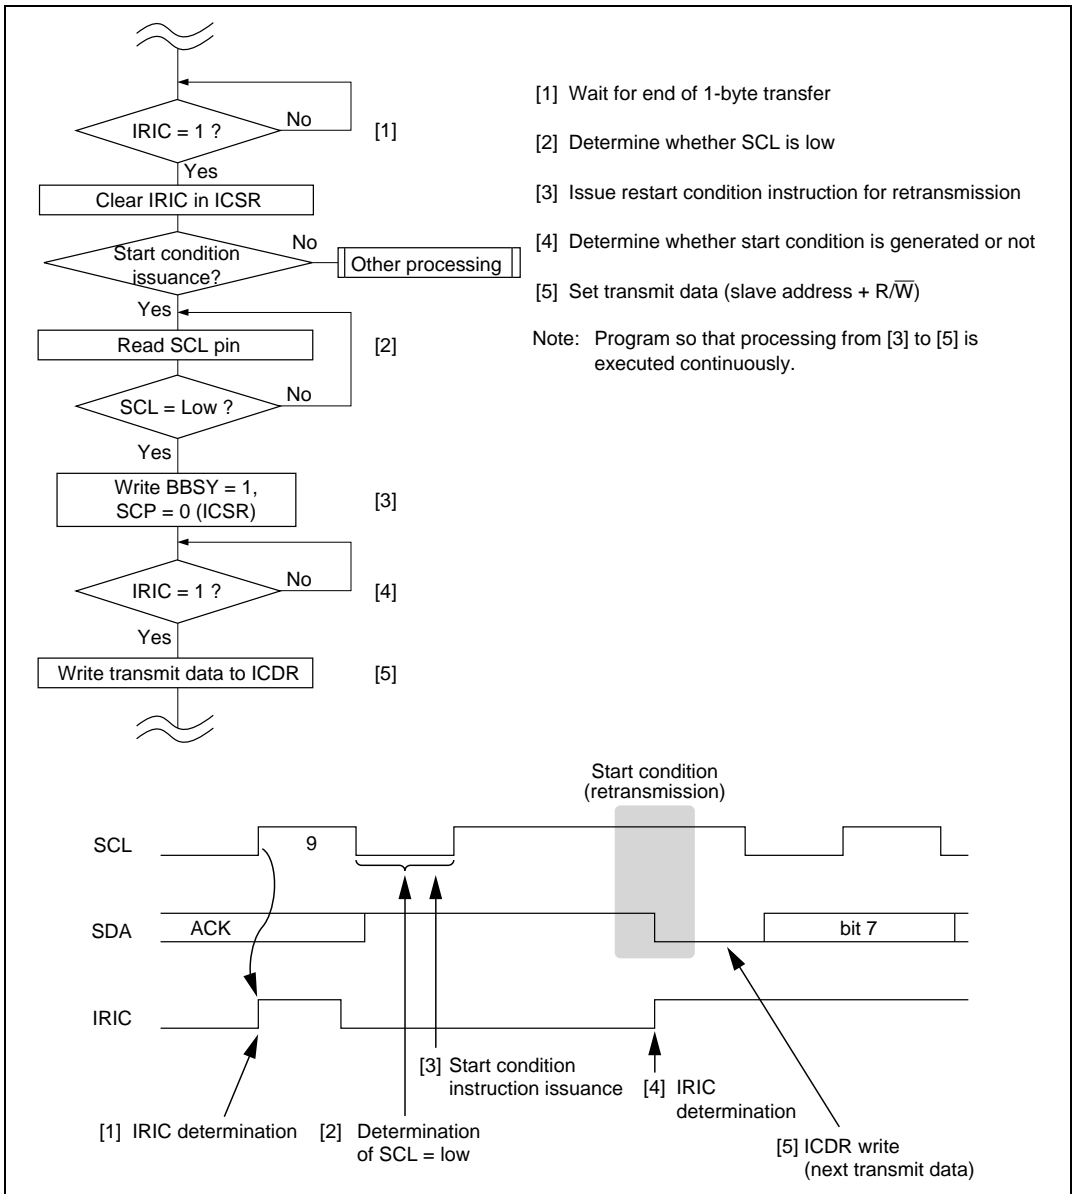 IRIC = 1 ?
No
[1]
Yes
Clear IRIC in ICSR
Start condition
issuance?
No
Other processing
Yes
Read SCL pin
[2]
SCL = Low ?
No
Yes
Write BBSY = 1,
SCP = 0 (ICSR)
[3]
IRIC = 1 ?
No
[4]
Yes
Write transmit data to ICDR
[5]
[1] Wait for end of 1-byte transfer
[2] Determine whether SCL is low
[3] Issue restart condition instruction for retransmission
[4] Determine whether start condition is generated or not
[5] Set transmit data (slave address + R/W̅)
Note: Program so that processing from [3] to [5] is
executed continuously.
Start condition
(retransmission)
SCL
9
SDA
ACK
bit 7
IRIC
[3] Start condition
instruction issuance
[4] IRIC
determination
[1] IRIC determination
[2] Determination
of SCL = low
[5] ICDR write
(next transmit data)